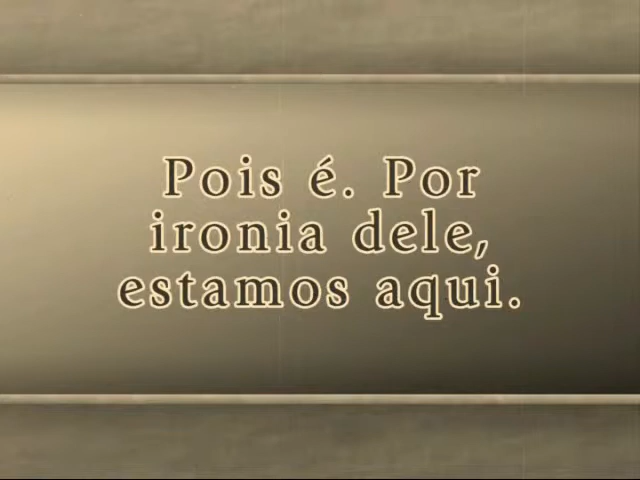 Pois é. Por
ironia dele,
estamos aqui.